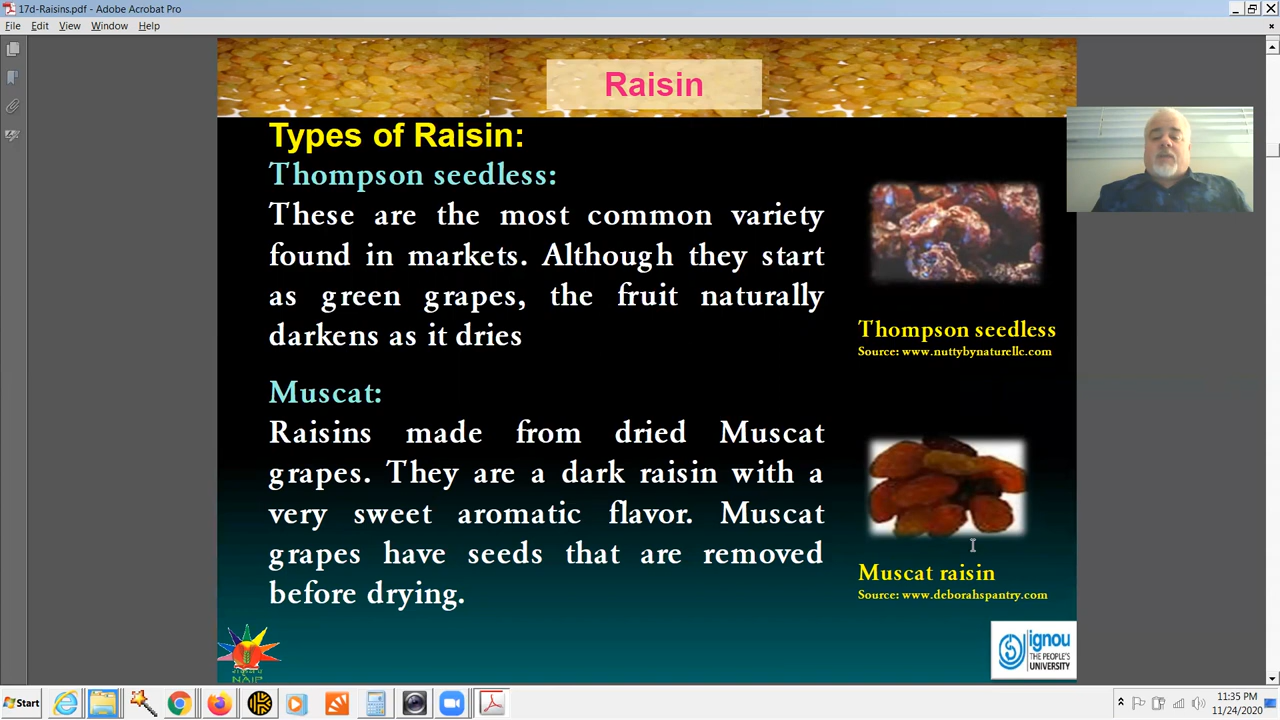 17d-Raisins.pdf - Adobe Acrobat Pro
File Edit View Window Help
Raisin
Types of Raisin:
Thompson seedless:
These are the most common variety
found in markets. Although they start
as green grapes, the fruit naturally
darkens as it dries
Thompson seedless
Source: www.nuttybynaturellc.com
Muscat:
Raisins made from dried Muscat
grapes. They are a dark raisin with a
very sweet aromatic flavor. Muscat
grapes have seeds that are removed
before drying.
Muscat raisin
Source: www.deborahspantry.com
NAIP
ignou
THE PEOPLE'S
UNIVERSITY
Start
11:35 PM
11/24/2020